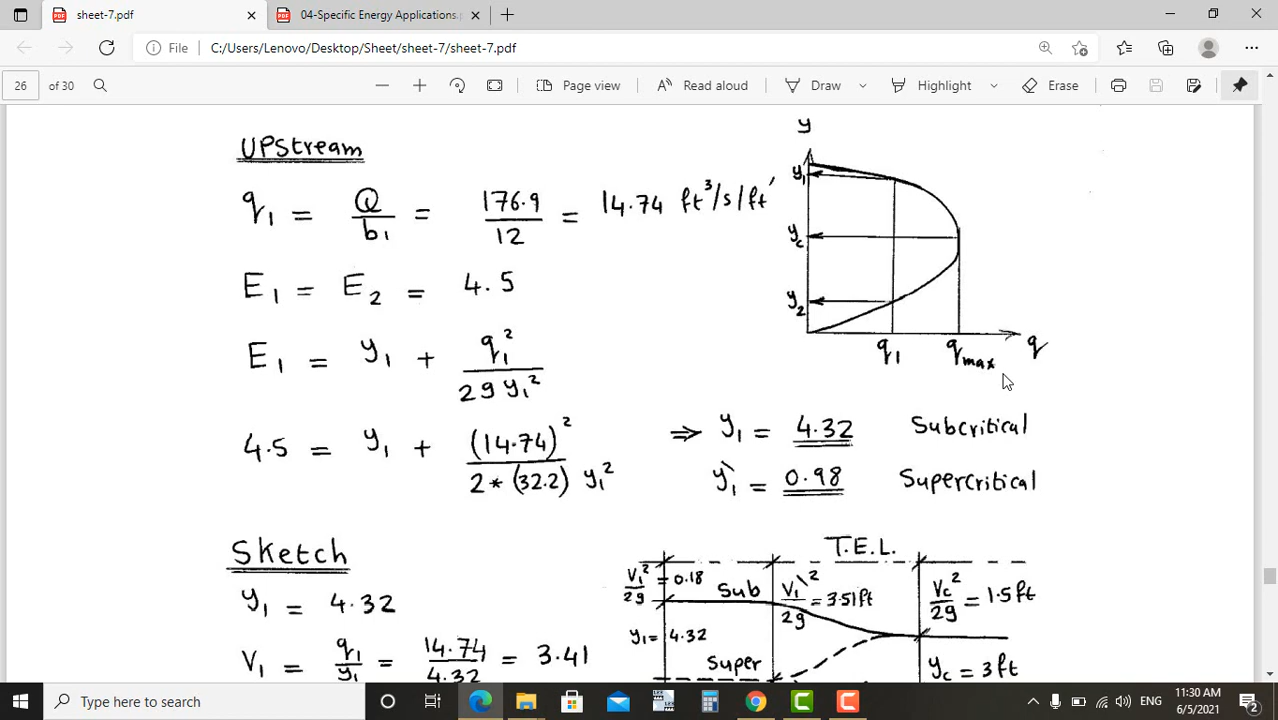 sheet-7.pdf
04-Specific Energy Applications.
File C:/Users/Lenovo/Desktop/Sheet/sheet-7/sheet-7.pdf
26 of 30 Page view Read aloud Draw Highlight Erase
UPStream
q₁ = Q/b₁ = 176.9/12 = 14.74 ft³/s/ft'
E₁ = E₂ = 4.5
E₁ = y₁ + q₁²/2g y₁²
4.5 = y₁ + (14.74)²/2*(32.2) y₁²
⇒ y₁ = 4.32 Subcritical
y₁` = 0.98 Supercritical
y
y₁
yc
y₂
q₁ qmax q
Sketch
y₁ = 4.32
V₁ = q₁/y₁ = 14.74/4.32 = 3.41
T.E.L.
V₁²/2g = 0.18 Sub V₁`²/2g = 3.51ft Vc²/2g = 1.5 ft
y₁ = 4.32
Super
yc = 3 ft
Type here to search
ENG
11:30 AM
6/5/2021
2